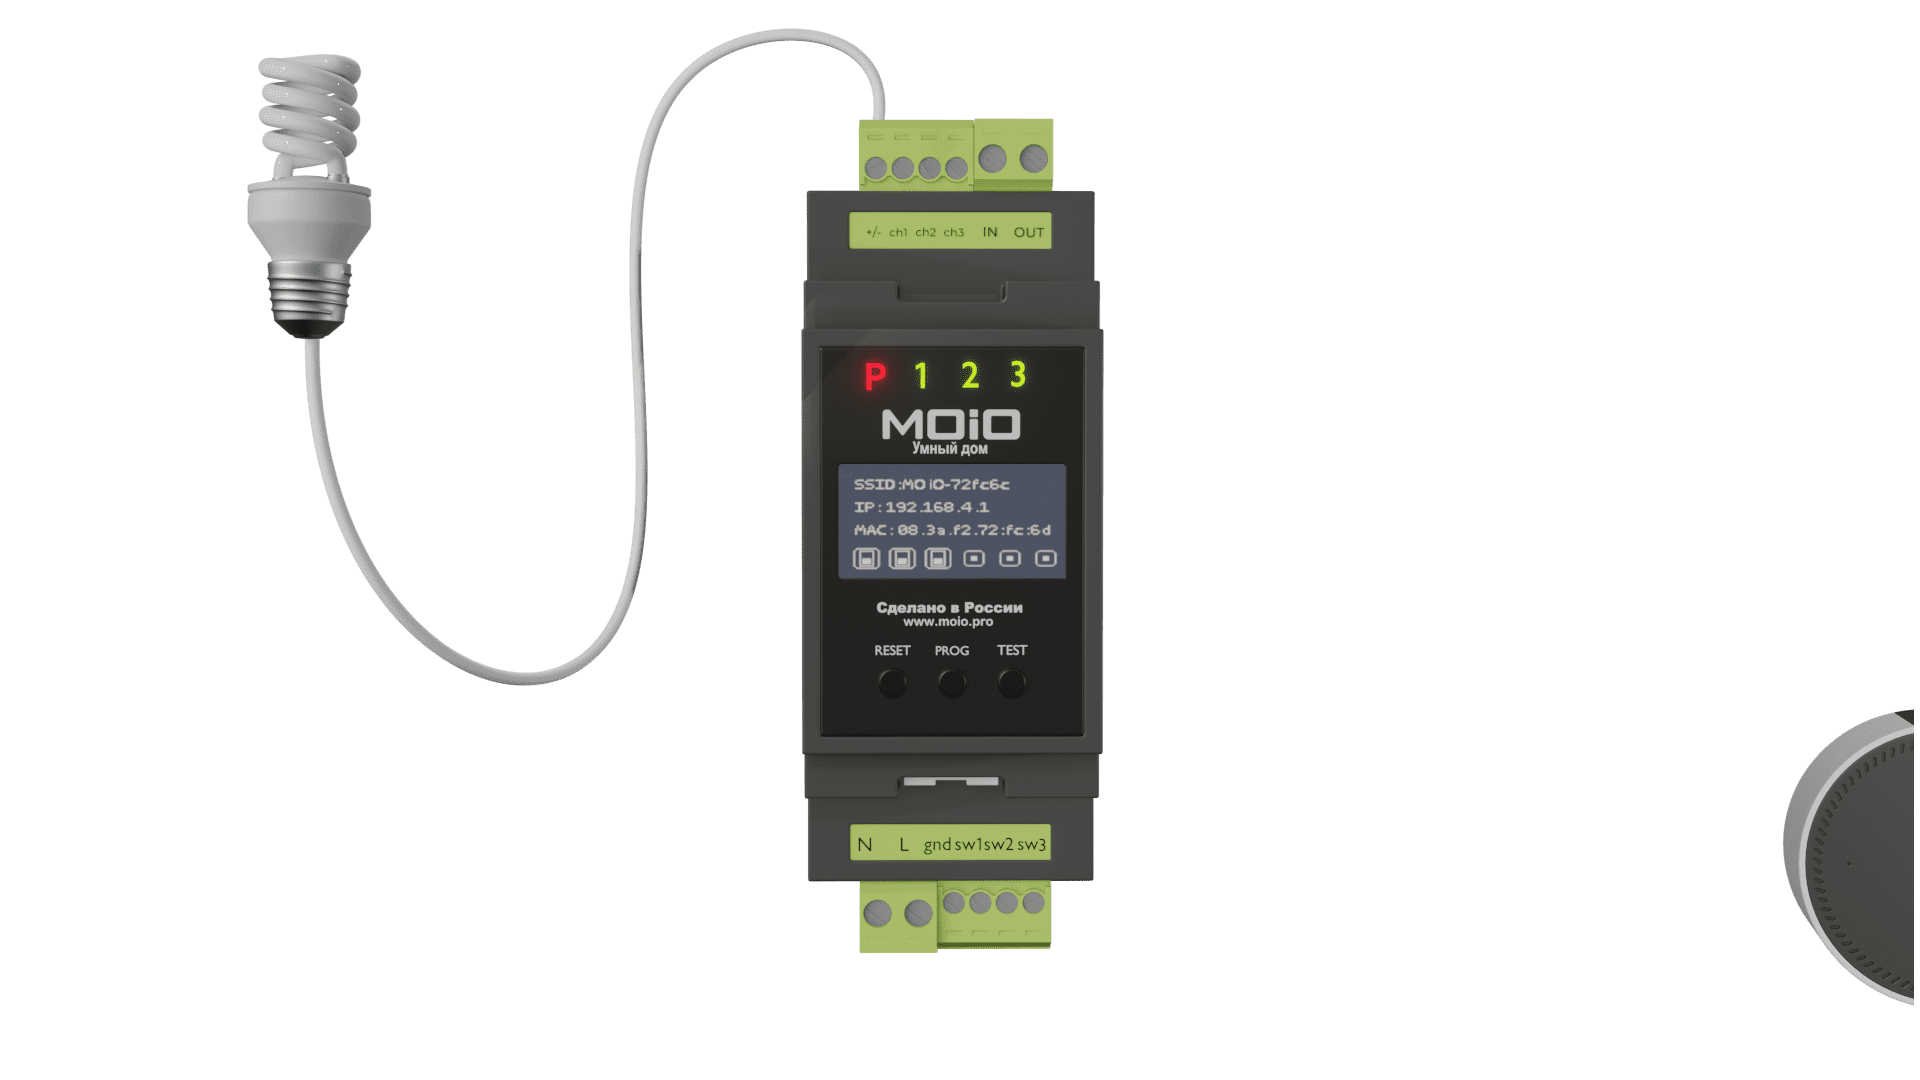 +/- ch1 ch2 ch3 IN OUT
P 1 2 3
MOiO
Умный дом
SSID:MOiO-72fc6c
IP:192.168.4.1
MAC:08.3a.f2.72:fc:6d
Сделано в России
www.moio.pro
RESET PROG TEST
N L gnd sw1 sw2 sw3